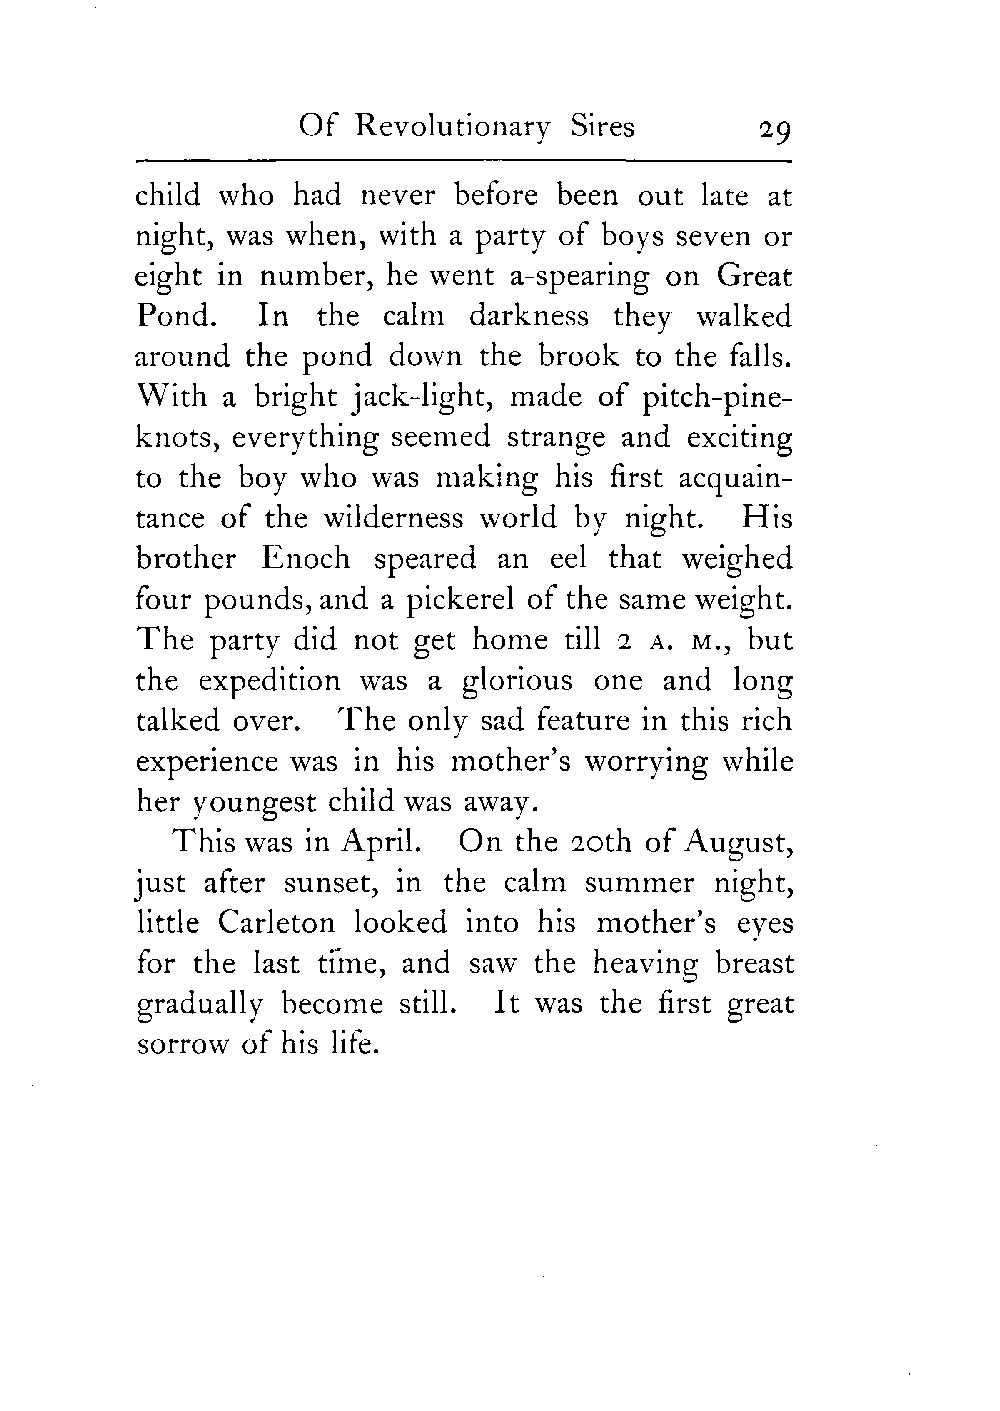 Of Revolutionary Sires 29
child who had never before been out late at
night, was when, with a party of boys seven or
eight in number, he went a-spearing on Great
Pond. In the calm darkness they walked
around the pond down the brook to the falls.
With a bright jack-light, made of pitch-pine-
knots, everything seemed strange and exciting
to the boy who was making his first acquain-
tance of the wilderness world by night. His
brother Enoch speared an eel that weighed
four pounds, and a pickerel of the same weight.
The party did not get home till 2 A. M., but
the expedition was a glorious one and long
talked over. The only sad feature in this rich
experience was in his mother's worrying while
her youngest child was away.
This was in April. On the 20th of August,
just after sunset, in the calm summer night,
little Carleton looked into his mother's eyes
for the last time, and saw the heaving breast
gradually become still. It was the first great
sorrow of his life.